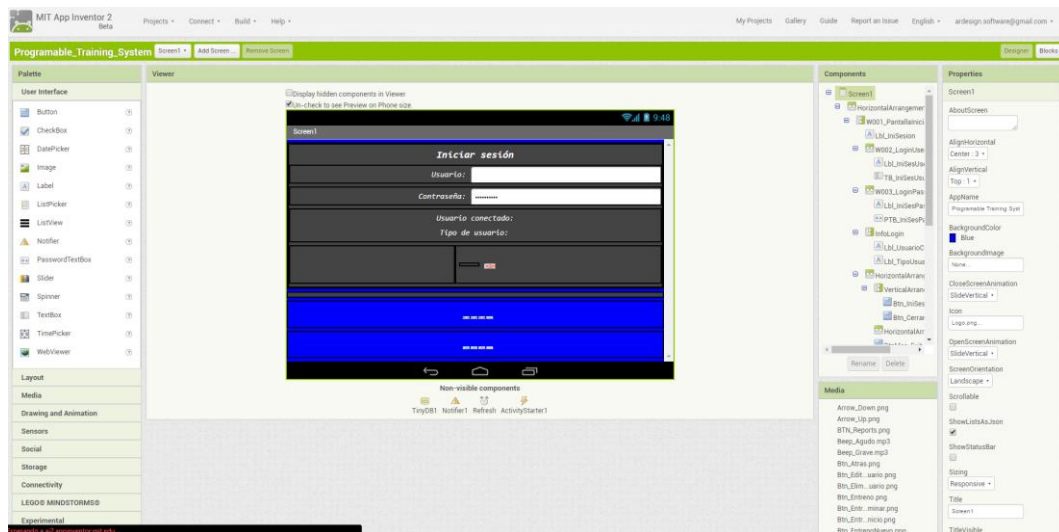 MIT App Inventor 2
Beta
Projects Connect Build Help
My Projects Gallery Guide Report an Issue English ardesign.software@gmail.com
Programable_Training_System Screen1 Add Screen ... Remove Screen Designer Blocks
Palette
User Interface
Button
CheckBox
DatePicker
Image
Label
ListPicker
ListView
Notifier
PasswordTextBox
Slider
Spinner
TextBox
TimePicker
WebViewer
Layout
Media
Drawing and Animation
Sensors
Social
Storage
Connectivity
LEGO® MINDSTORMS®
Experimental
Viewer
Display hidden components in Viewer
Un-check to see Preview on Phone size.
9:48
Screen1
Iniciar sesión
Usuario:
Contraseña:
Usuario conectado:
Tipo de usuario:
Non-visible components
TinyDB1 Notifier1 Refresh ActivityStarter1
Components
Screen1
HorizontalArrangemer
W001_Pantallainici
Lbl_IniSesion
W002_LoginUse
Lbl_IniSesUs
TB_IniSesUsu
W003_LoginPas
Lbl_IniSesPa
PTB_IniSesP
InfoLogin
Lbl_UsuarioC
Lbl_TipoUsua
HorizontalArran
VerticalArran
Btn_IniSes
Btn_Cerrar
HorizontalArr
Rename Delete
Media
Arrow_Down.png
Arrow_Up.png
BTN_Reports.png
Beep_Agudo.mp3
Beep_Grave.mp3
Btn_Atras.png
Btn_Edit...uario.png
Btn_Elim...uario.png
Btn_Entreno.png
Btn_Entr...minar.png
Btn_Entr...nicio.png
Btn_EntrenoNuevo.png
Properties
Screen1
AboutScreen
AlignHorizontal
Center : 3
AlignVertical
Top : 1
AppName
Programable Training Syst
BackgroundColor
Blue
BackgroundImage
None...
CloseScreenAnimation
SlideVertical
Icon
Logo.png...
OpenScreenAnimation
SlideVertical
ScreenOrientation
Landscape
Scrollable
ShowListsAsJson
ShowStatusBar
Sizing
Responsive
Title
Screen1
TitleVisible